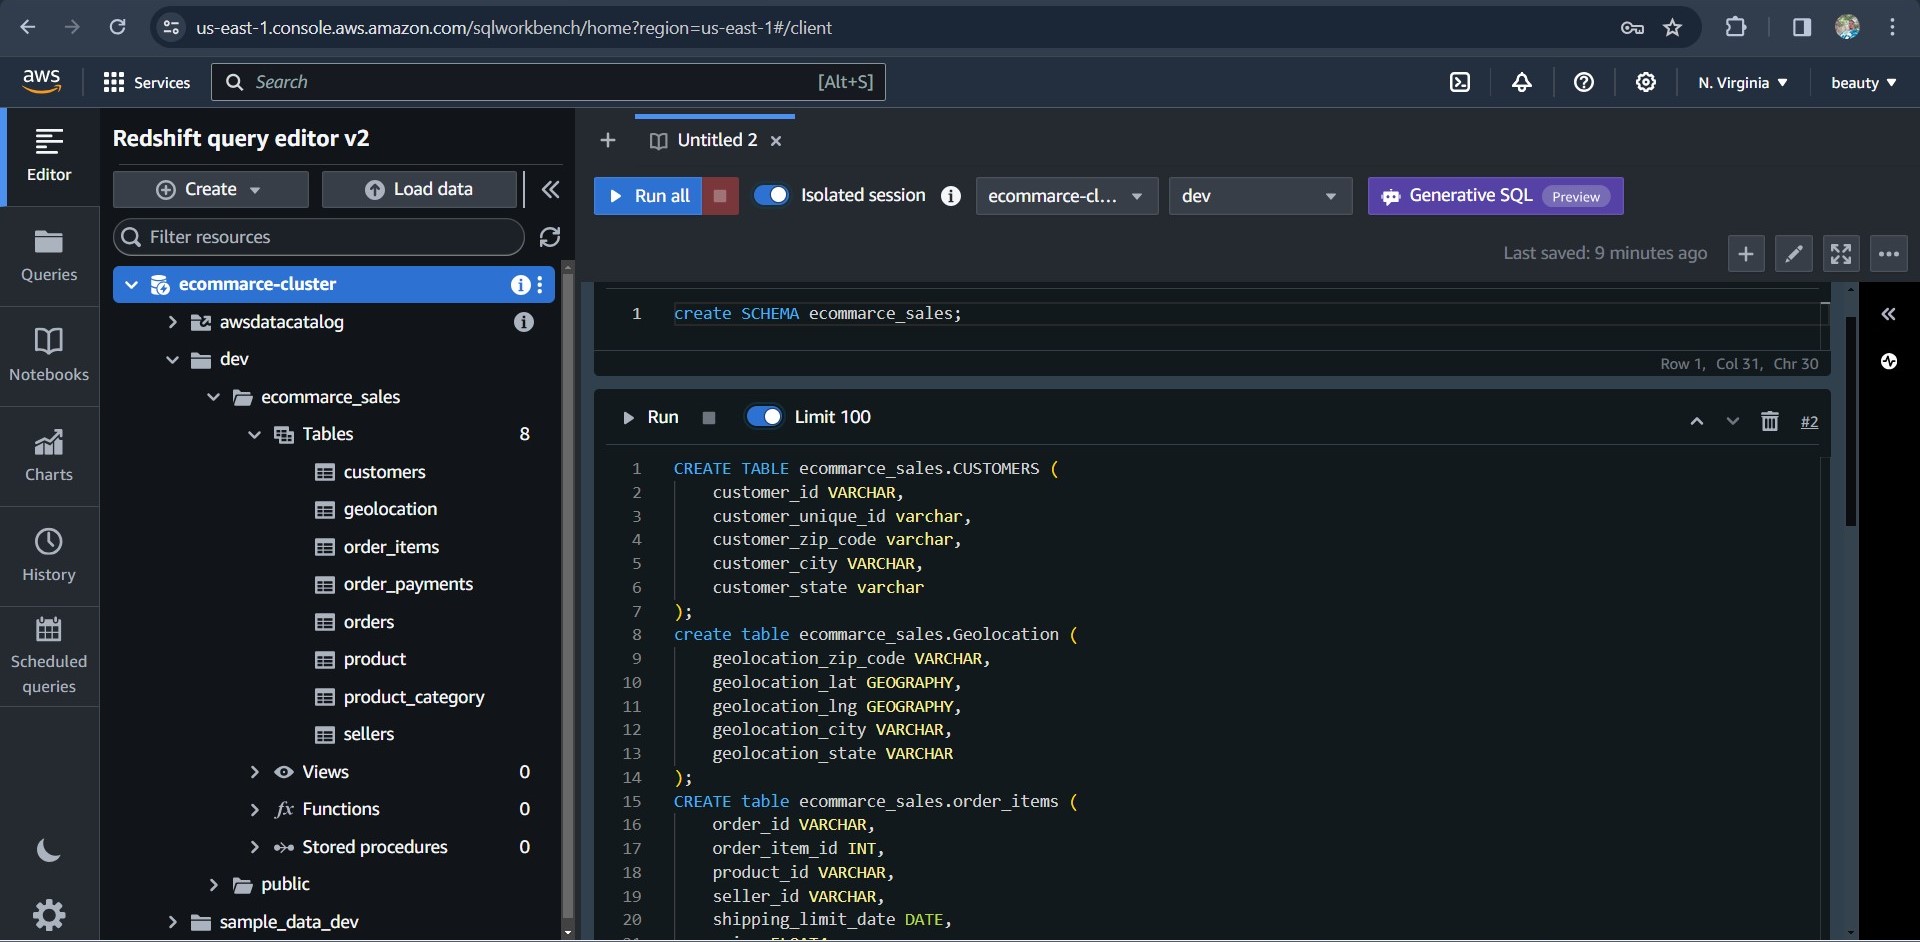 us-east-1.console.aws.amazon.com/sqlworkbench/home?region=us-east-1#/client
aws
Services
Search
[Alt+S]
N. Virginia
beauty
Editor
Queries
Notebooks
Charts
History
Scheduled
queries
Redshift query editor v2
Create
Load data
Filter resources
ecommarce-cluster
awsdatacatalog
dev
ecommarce_sales
Tables 8
customers
geolocation
order_items
order_payments
orders
product
product_category
sellers
Views 0
fx Functions 0
Stored procedures 0
public
sample_data_dev
Untitled 2
Run all
Isolated session
ecommarce-cl...
dev
Generative SQL Preview
Last saved: 9 minutes ago
1 create SCHEMA ecommarce_sales;
Row 1, Col 31, Chr 30
Run
Limit 100
#2
1 CREATE TABLE ecommarce_sales.CUSTOMERS (
2 customer_id VARCHAR,
3 customer_unique_id varchar,
4 customer_zip_code varchar,
5 customer_city VARCHAR,
6 customer_state varchar
7 );
8 create table ecommarce_sales.Geolocation (
9 geolocation_zip_code VARCHAR,
10 geolocation_lat GEOGRAPHY,
11 geolocation_lng GEOGRAPHY,
12 geolocation_city VARCHAR,
13 geolocation_state VARCHAR
14 );
15 CREATE table ecommarce_sales.order_items (
16 order_id VARCHAR,
17 order_item_id INT,
18 product_id VARCHAR,
19 seller_id VARCHAR,
20 shipping_limit_date DATE,